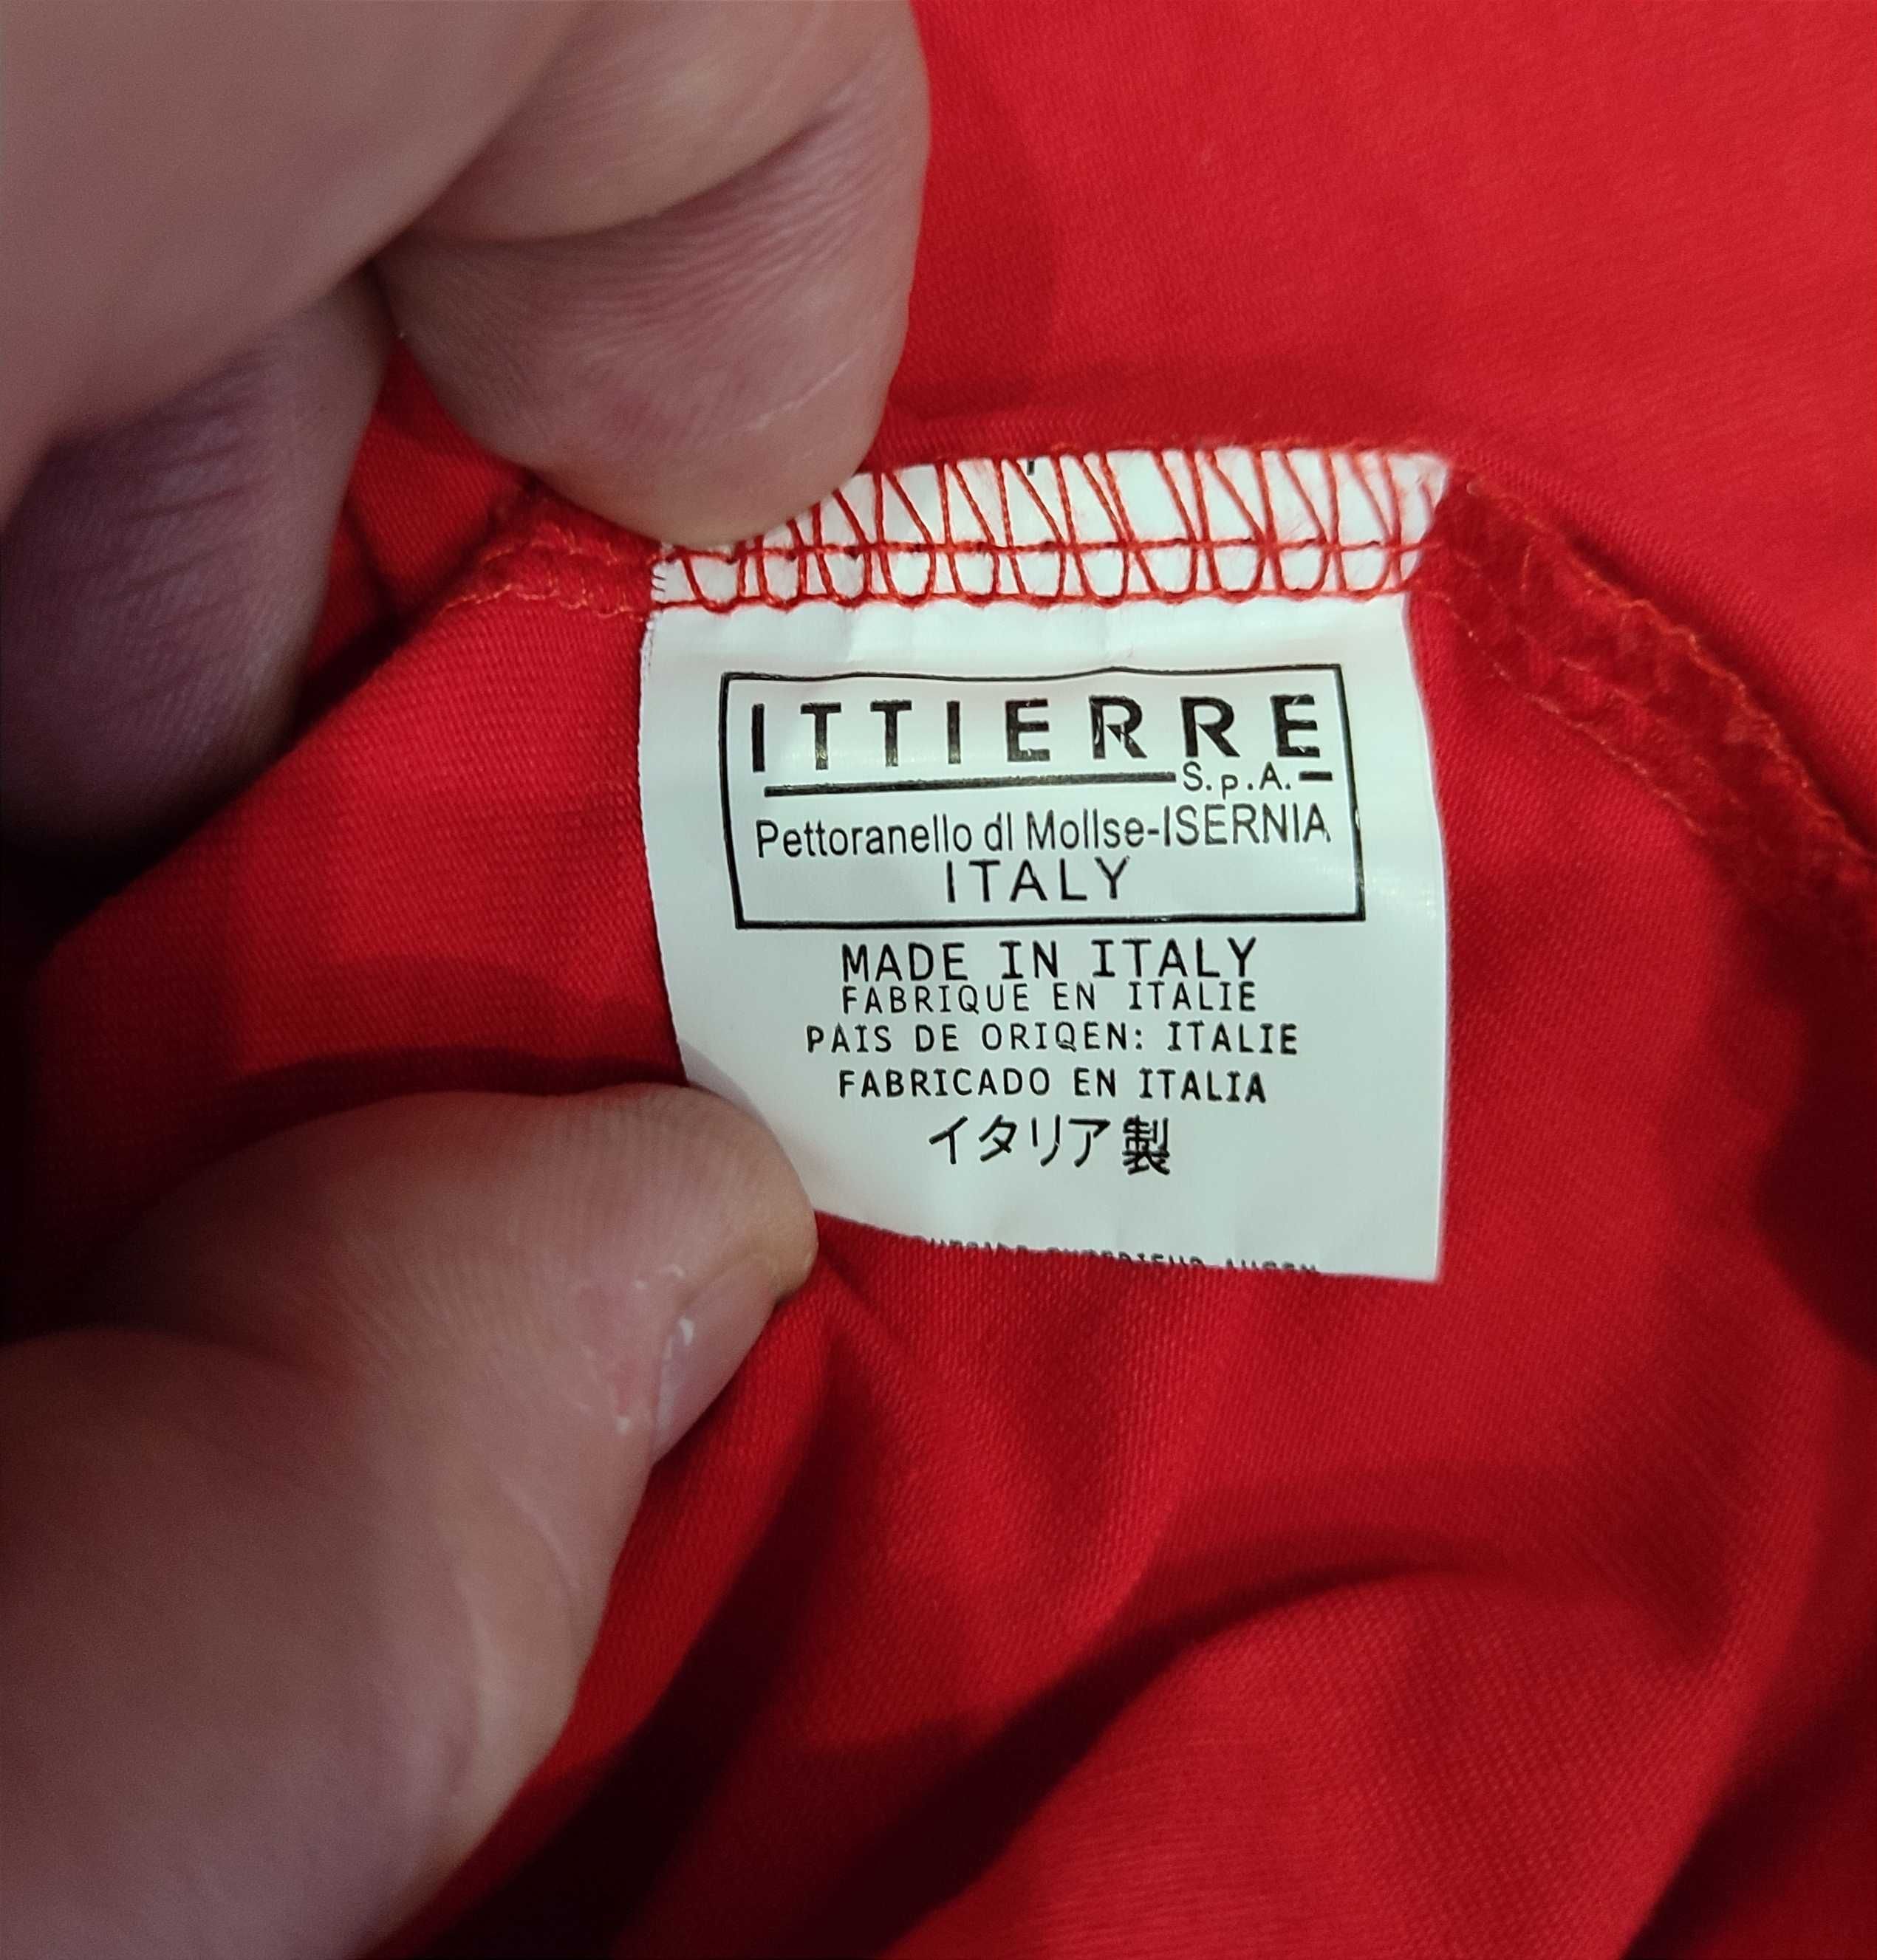 ITTIERRE
S.p.A.
Pettoranello dl Mollse-ISERNIA
ITALY
MADE IN ITALY
FABRIQUE EN ITALIE
PAIS DE ORIQEN: ITALIE
FABRICADO EN ITALIA
イタリア製